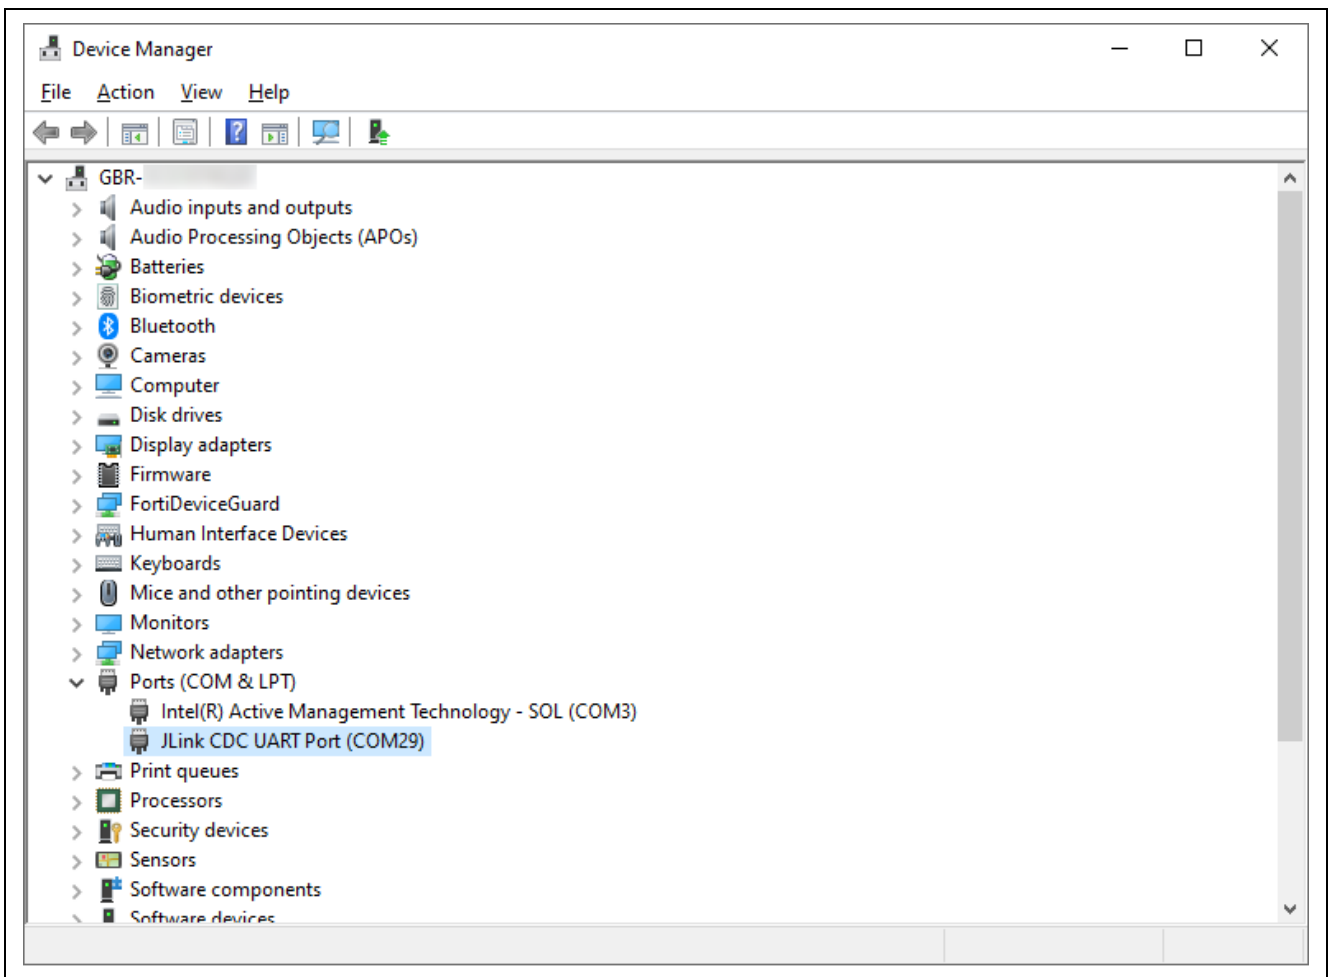 Device Manager
File Action View Help
GBR-
Audio inputs and outputs
Audio Processing Objects (APOs)
Batteries
Biometric devices
Bluetooth
Cameras
Computer
Disk drives
Display adapters
Firmware
FortiDeviceGuard
Human Interface Devices
Keyboards
Mice and other pointing devices
Monitors
Network adapters
Ports (COM & LPT)
Intel(R) Active Management Technology - SOL (COM3)
JLink CDC UART Port (COM29)
Print queues
Processors
Security devices
Sensors
Software components
Software devices